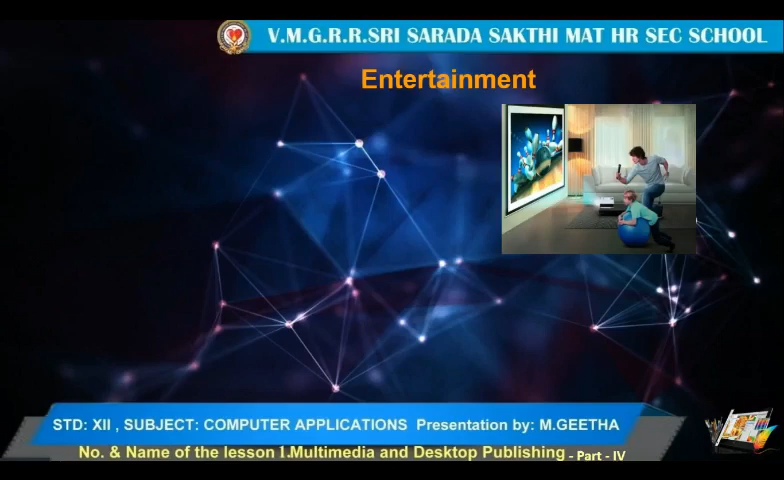 V.M.G.R.R.SRI SARADA SAKTHI MAT HR SEC SCHOOL
Entertainment
STD: XII , SUBJECT: COMPUTER APPLICATIONS Presentation by: M.GEETHA
No. & Name of the lesson 1.Multimedia and Desktop Publishing - Part - IV